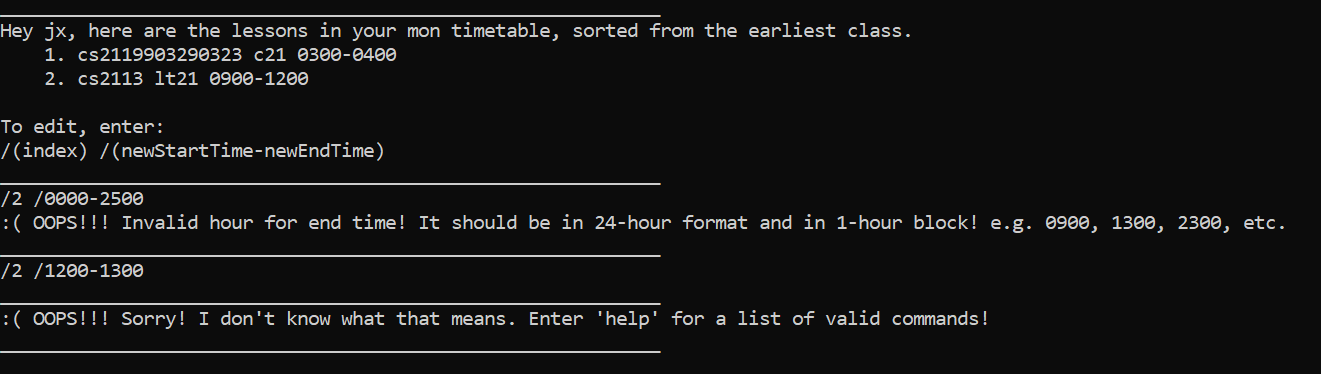 Hey jx, here are the lessons in your mon timetable, sorted from the earliest class.
1. cs2119903290323 c21 0300-0400
2. cs2113 lt21 0900-1200
To edit, enter:
/(index) /(newStartTime-newEndTime)
/2 /0000-2500
:( OOPS!!! Invalid hour for end time! It should be in 24-hour format and in 1-hour block! e.g. 0900, 1300, 2300, etc.
/2 /1200-1300
:( OOPS!!! Sorry! I don't know what that means. Enter 'help' for a list of valid commands!